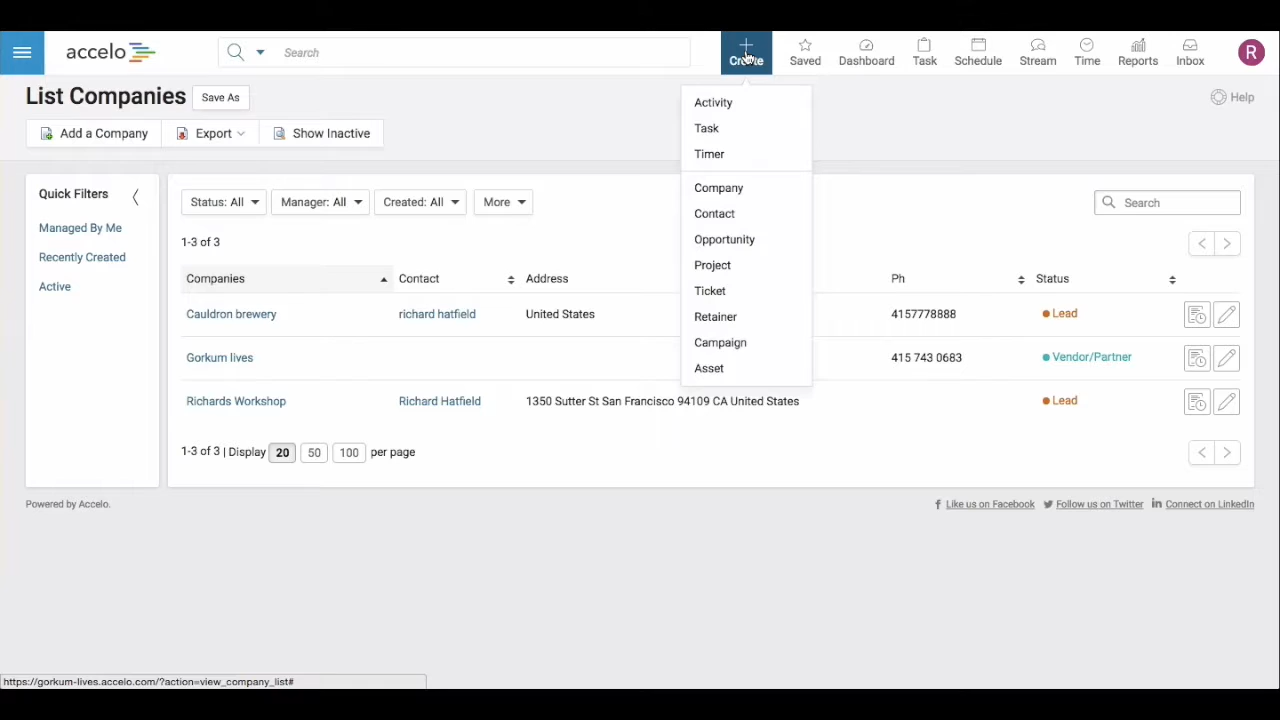 accelo
Search
Create
Saved
Dashboard
Task
Schedule
Stream
Time
Reports
Inbox
R
List Companies
Save As
Help
Add a Company
Export
Show Inactive
Activity
Task
Timer
Company
Contact
Opportunity
Project
Ticket
Retainer
Campaign
Asset
Quick Filters
Managed By Me
Recently Created
Active
Status: All
Manager: All
Created: All
More
Search
1-3 of 3
Companies Contact Address Ph Status
Cauldron brewery richard hatfield United States 4157778888 Lead
Gorkum lives 415 743 0683 Vendor/Partner
Richards Workshop Richard Hatfield 1350 Sutter St San Francisco 94109 CA United States Lead
1-3 of 3 | Display 20 50 100 per page
Powered by Accelo.
Like us on Facebook Follow us on Twitter Connect on LinkedIn
https://gorkum-lives.accelo.com/?action=view_company_list#